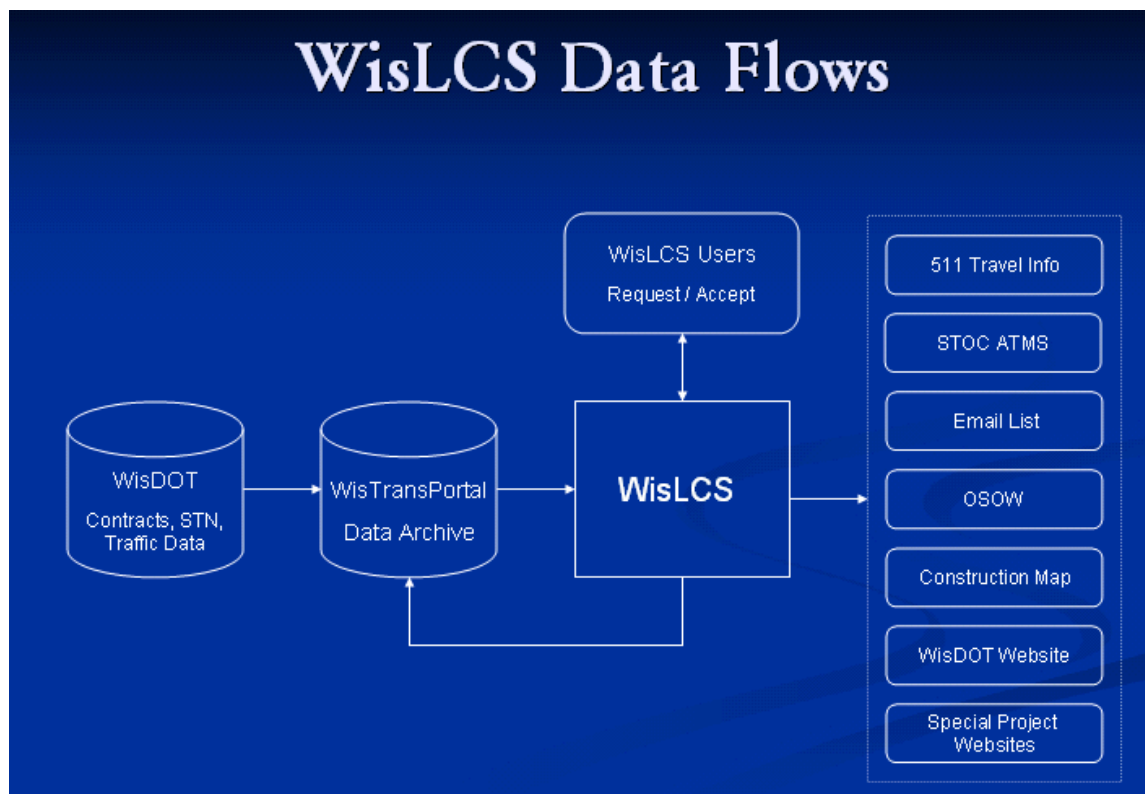 WisLCS Data Flows
WisLCS Users
Request / Accept
WisDOT
Contracts, STN,
Traffic Data
WisTransPortal
Data Archive
WisLCS
511 Travel Info
STOC ATMS
Email List
OSOW
Construction Map
WisDOT Website
Special Project
Websites